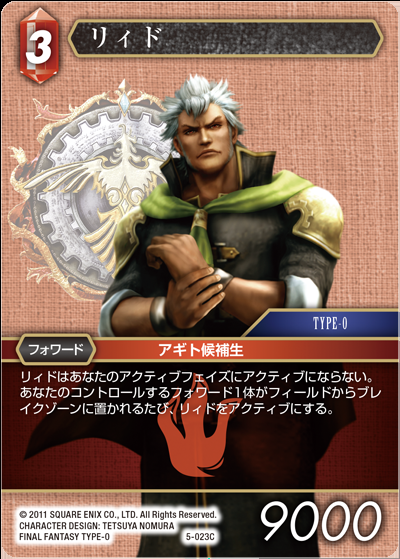 3
リィド
TYPE-0
フォワード
アギト候補生
リィドはあなたのアクティブフェイズにアクティブにならない。
あなたのコントロールするフォワード1体がフィールドからブレ
イクゾーンに置かれるたび、リィドをアクティブにする。
© 2011 SQUARE ENIX CO., LTD. All Rights Reserved.
CHARACTER DESIGN: TETSUYA NOMURA
FINAL FANTASY TYPE-0
5-023C
9000